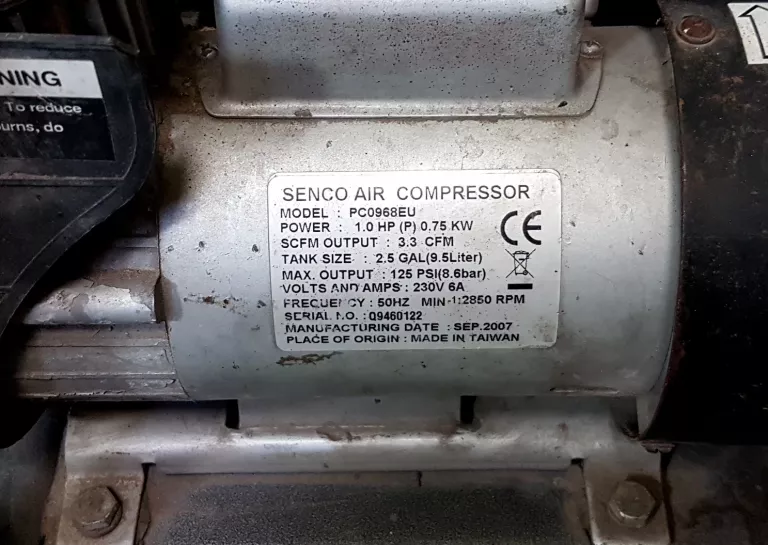 NING
To reduce
urns, do
SENCO AIR COMPRESSOR
MODEL : PC0968EU
POWER : 1.0 HP (P) 0.75 KW
SCFM OUTPUT : 3.3 CFM
TANK SIZE : 2.5 GAL(9.5Liter)
MAX. OUTPUT : 125 PSI(8.6bar)
VOLTS AND AMPS : 230V 6A
FREQUENCY : 50HZ MIN-1:2850 RPM
SERIAL NO. : 09460122
MANUFACTURING DATE : SEP.2007
PLACE OF ORIGIN : MADE IN TAIWAN
CE